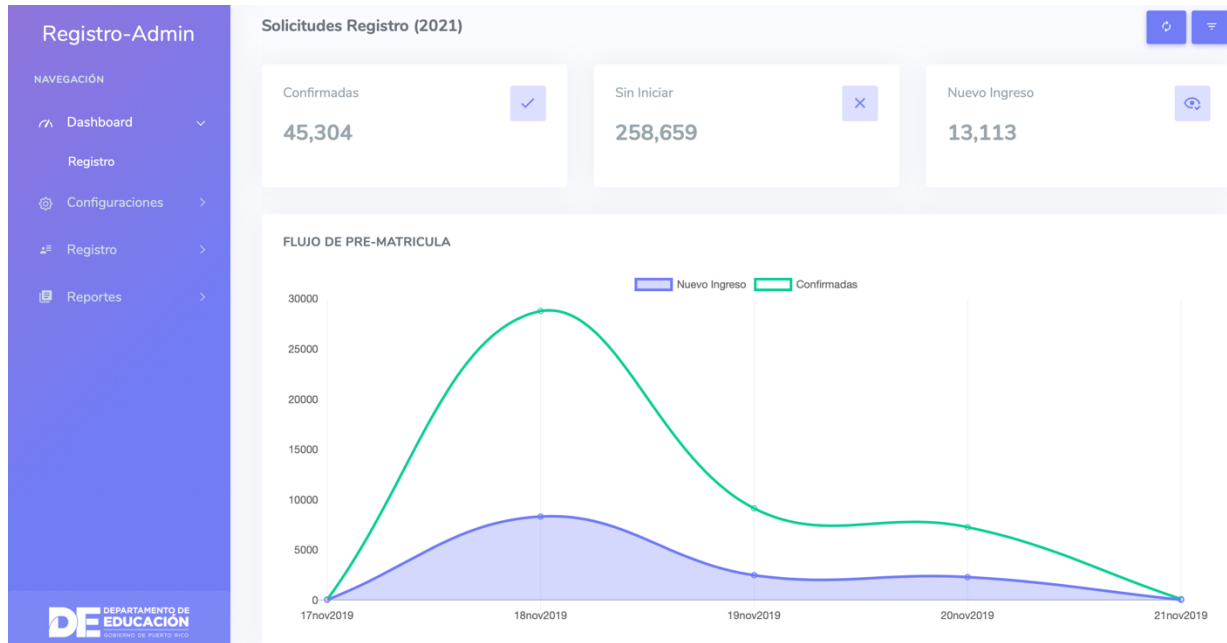 Registro-Admin
NAVEGACIÓN
Dashboard
Registro
Configuraciones
Registro
Reportes
DE DEPARTAMENTO DE
EDUCACIÓN
GOBIERNO DE PUERTO RICO
Solicitudes Registro (2021)
Confirmadas
45,304
Sin Iniciar
258,659
Nuevo Ingreso
13,113
FLUJO DE PRE-MATRICULA
Nuevo Ingreso Confirmadas
30000
25000
20000
15000
10000
5000
0
17nov2019 18nov2019 19nov2019 20nov2019 21nov2019